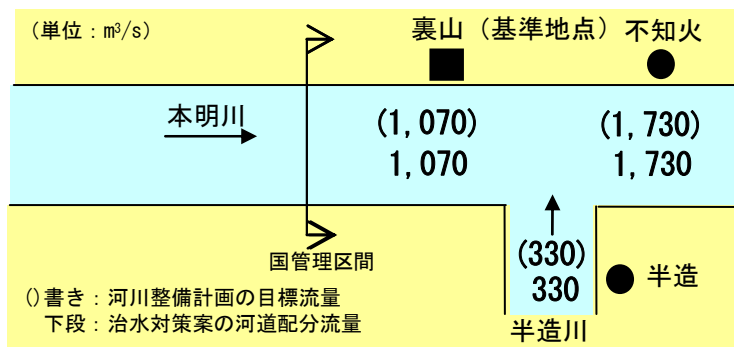 (単位：m³/s)
裏山（基準地点）
不知火
本明川
(1,070)
1,070
(1,730)
1,730
国管理区間
(330)
330
半造
()書き：河川整備計画の目標流量
下段：治水対策案の河道配分流量
半造川